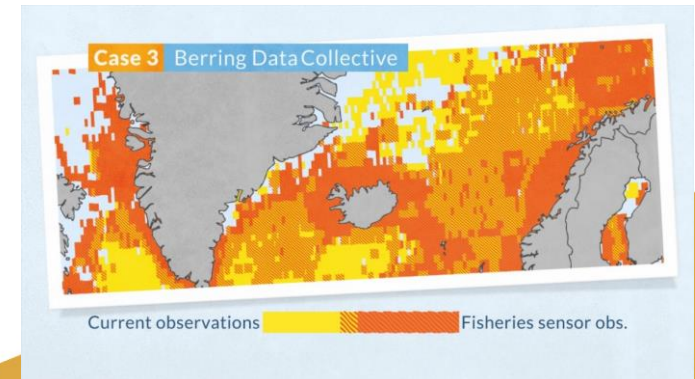 Case 3 Berring Data Collective
Current observations Fisheries sensor obs.